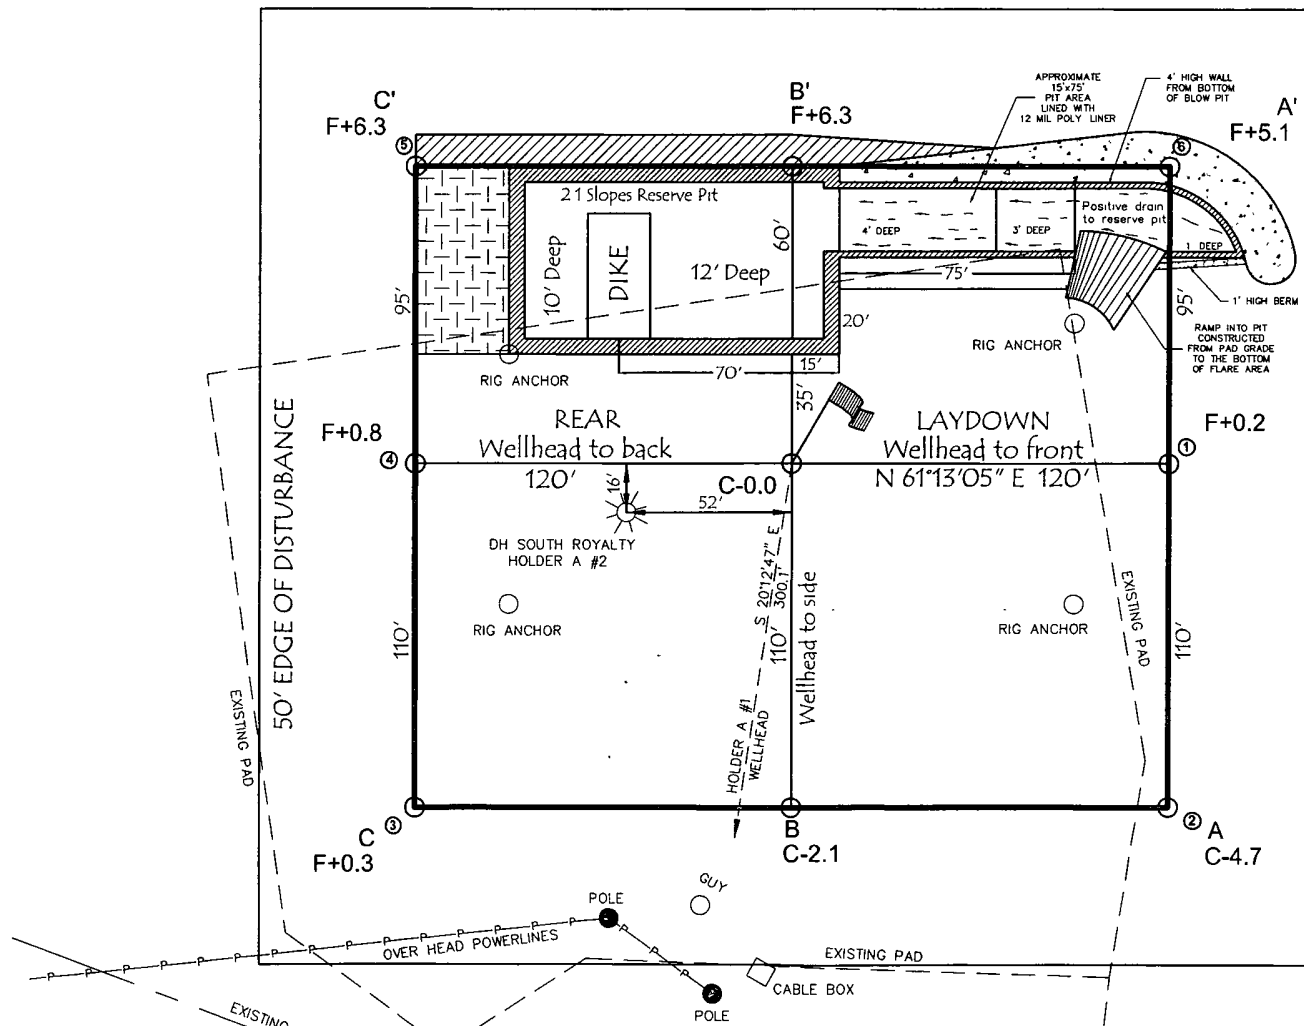 C'
F+6.3
⑤
B'
F+6.3
APPROXIMATE
15'x75'
PIT AREA
LINED WITH
12 MIL POLY LINER
4' HIGH WALL
FROM BOTTOM
OF BLOW PIT
A'
F+5.1
⑥
2 1 Slopes Reserve Pit
10' Deep
DIKE
12' Deep
60'
4' DEEP
3' DEEP
Positive drain
to reserve pit
1 DEEP
75'
1' HIGH BERM
95'
95'
20'
RIG ANCHOR
RAMP INTO PIT
CONSTRUCTED
FROM PAD GRADE
TO THE BOTTOM
OF FLARE AREA
15'
70'
RIG ANCHOR
35'
F+0.8
④
REAR
Wellhead to back
120'
LAYDOWN
Wellhead to front
N 61°13'05" E 120'
F+0.2
①
C-0.0
16'
52'
DH SOUTH ROYALTY
HOLDER A #2
50' EDGE OF DISTURBANCE
S 20°12'47" E
300.1'
EXISTING PAD
RIG ANCHOR
RIG ANCHOR
110'
110'
Wellhead to side
110'
EXISTING PAD
HOLDER A #1
WELLHEAD
③
C
F+0.3
B
C-2.1
②
A
C-4.7
GUY
POLE
P P P P P P P P P P P P P P P
OVER HEAD POWERLINES
P
P
EXISTING PAD
CABLE BOX
POLE
EXISTING